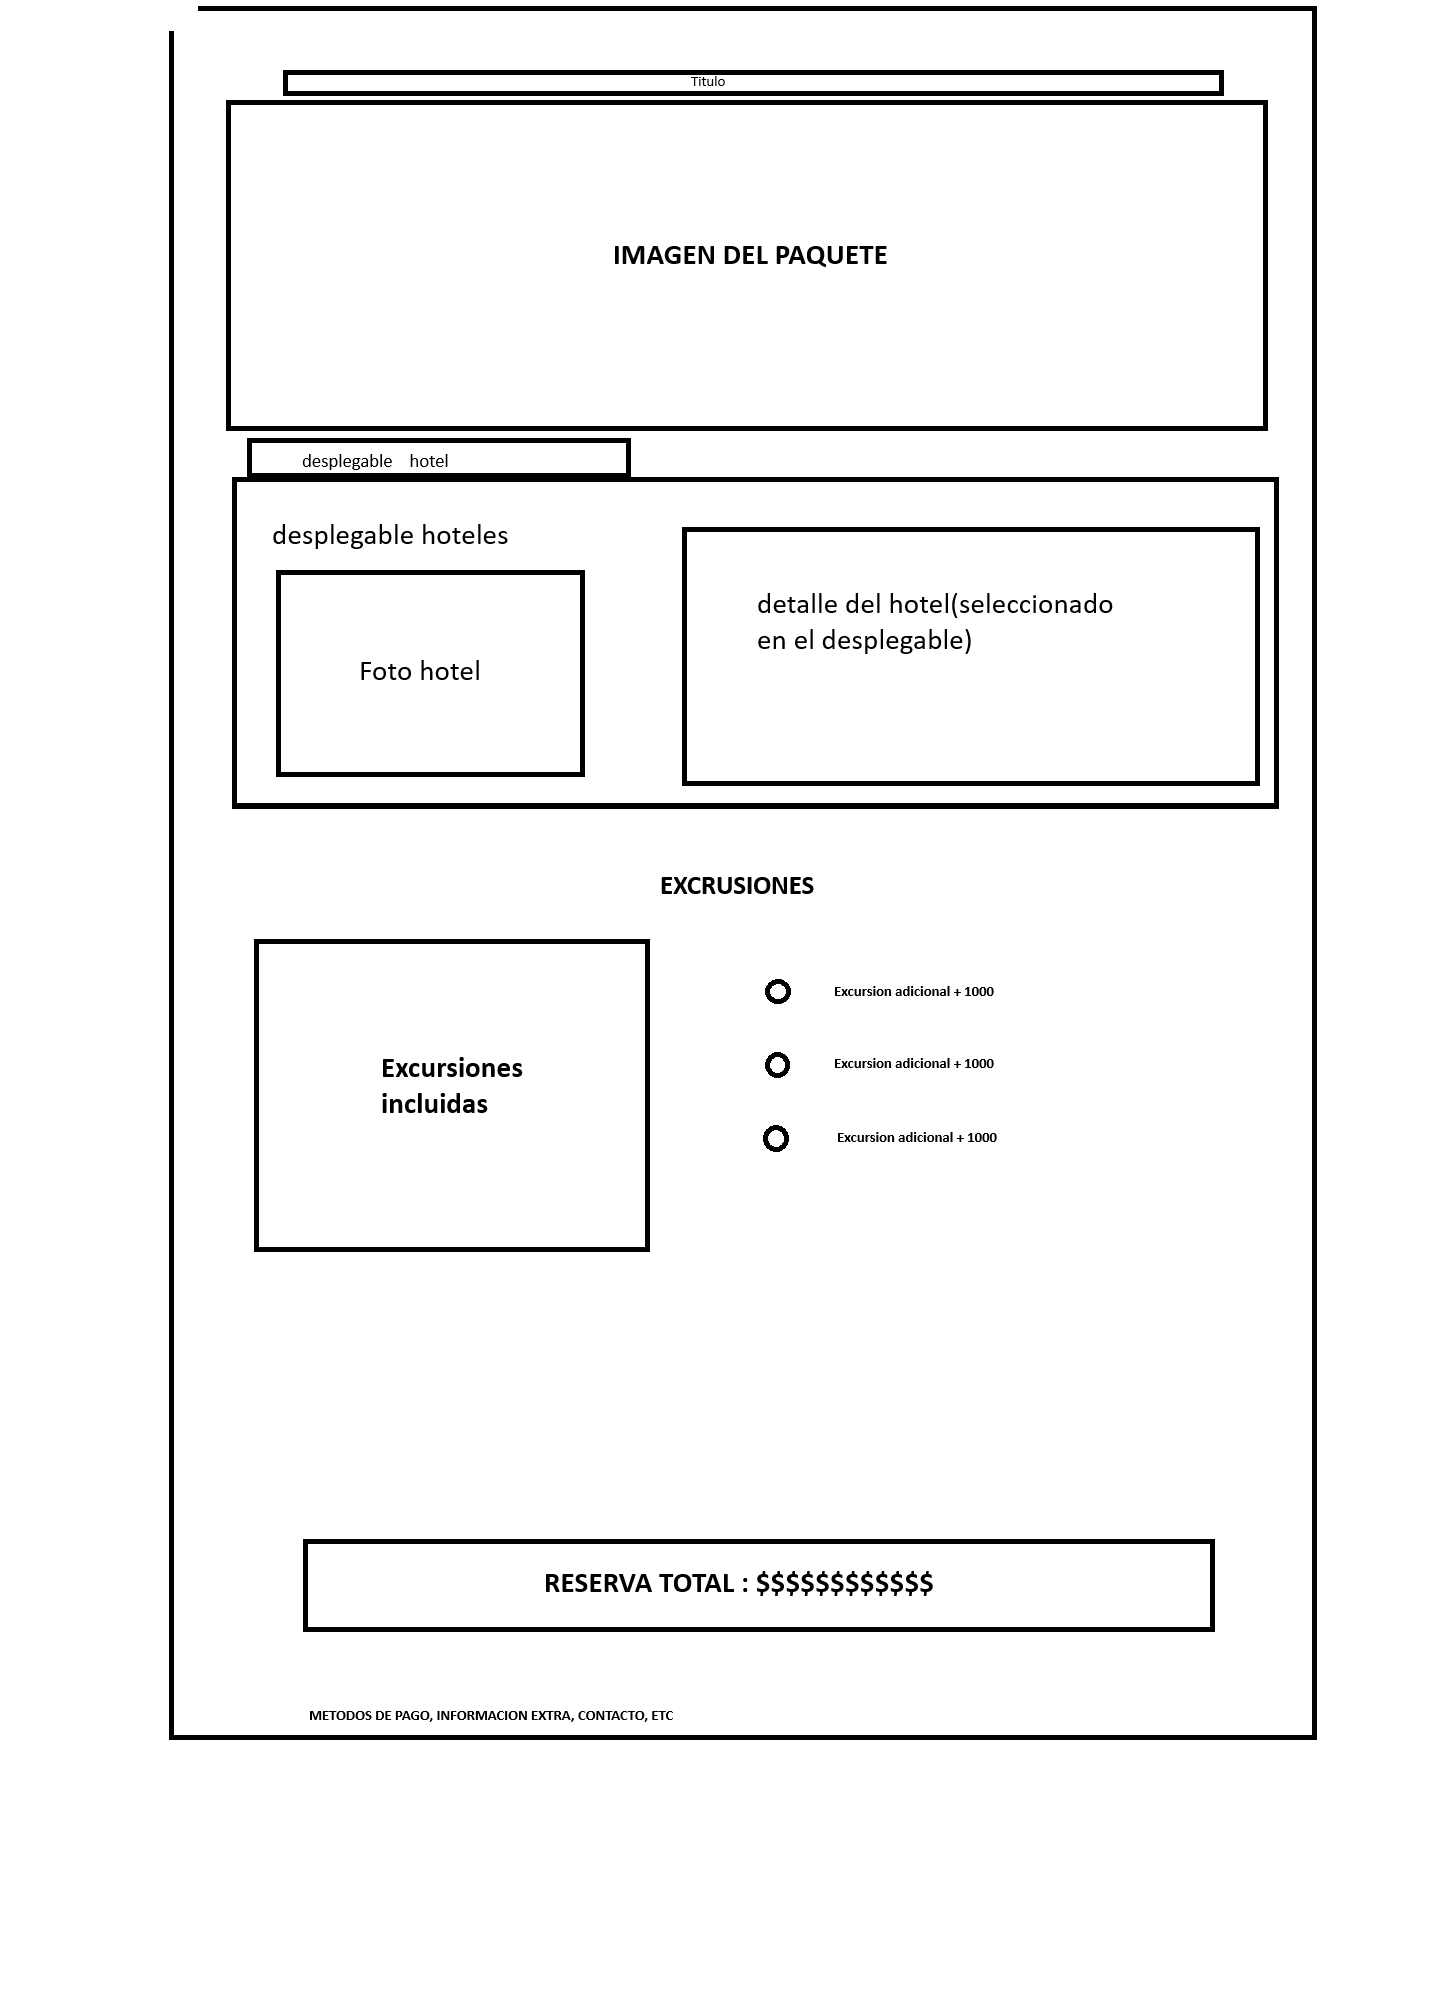 Titulo
IMAGEN DEL PAQUETE
desplegable hotel
desplegable hoteles
Foto hotel
detalle del hotel(seleccionado
en el desplegable)
EXCRUSIONES
Excursiones
incluidas
Excursion adicional + 1000
Excursion adicional + 1000
Excursion adicional + 1000
RESERVA TOTAL : $$$$$$$$$$$$
METODOS DE PAGO, INFORMACION EXTRA, CONTACTO, ETC